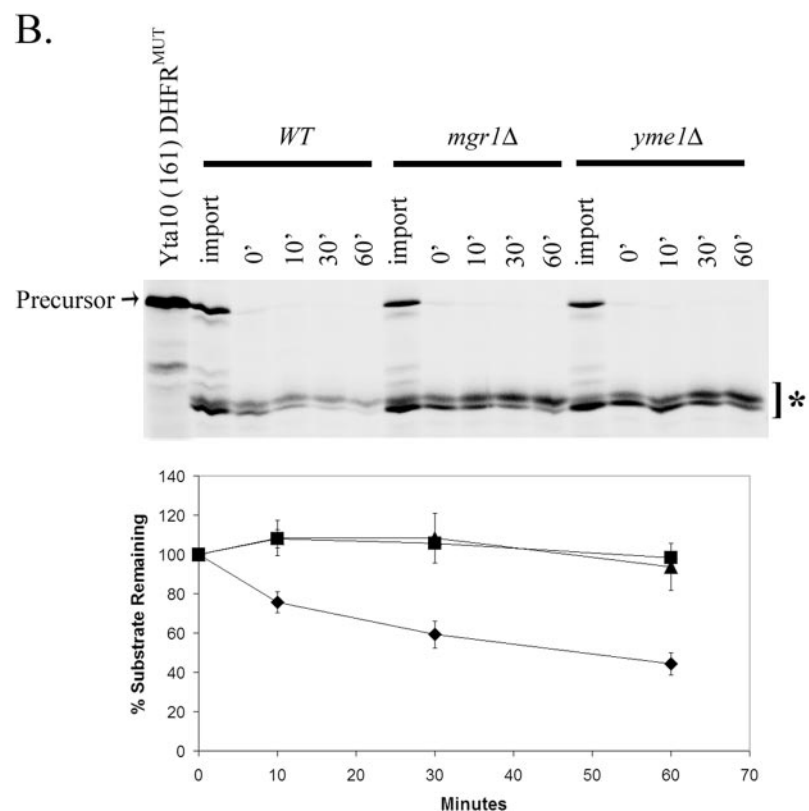 B.
Yta10 (161) DHFR^MUT
WT
mgr1Δ
yme1Δ
import
0'
10'
30'
60'
import
0'
10'
30'
60'
import
0'
10'
30'
60'
Precursor→
]*
140
120
100
80
60
40
20
0
% Substrate Remaining
0 10 20 30 40 50 60 70
Minutes